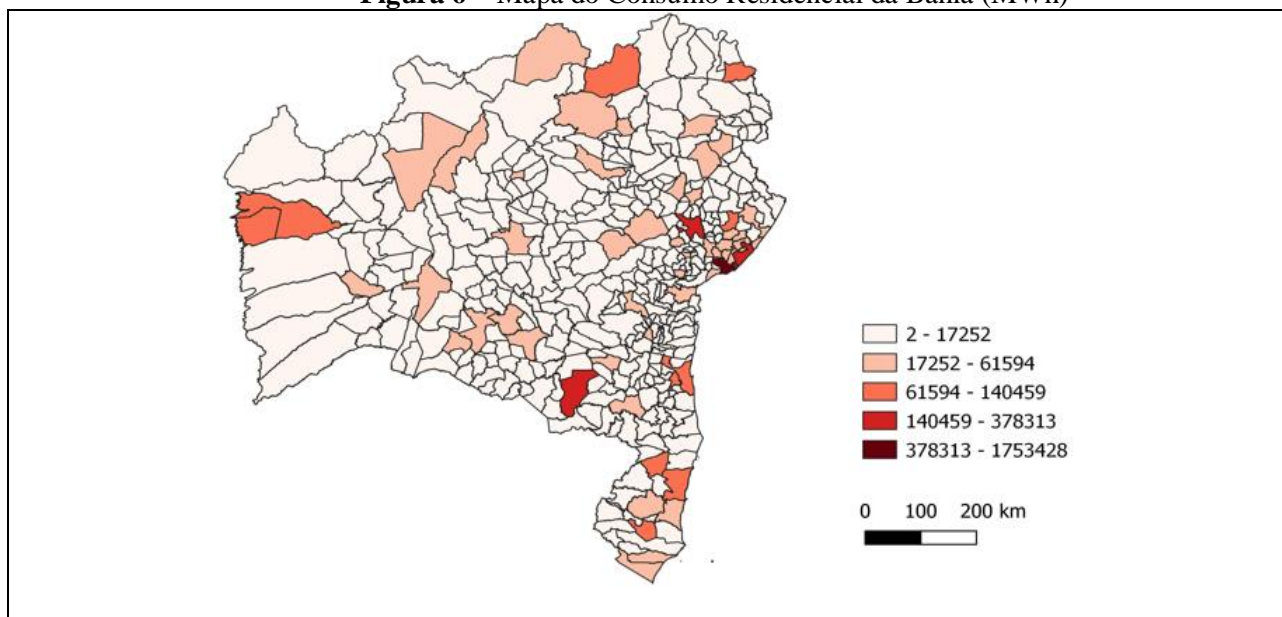 Figura 6 – Mapa do Consumo Residencial da Bahia (MWh)
2 - 17252
17252 - 61594
61594 - 140459
140459 - 378313
378313 - 1753428
0 100 200 km